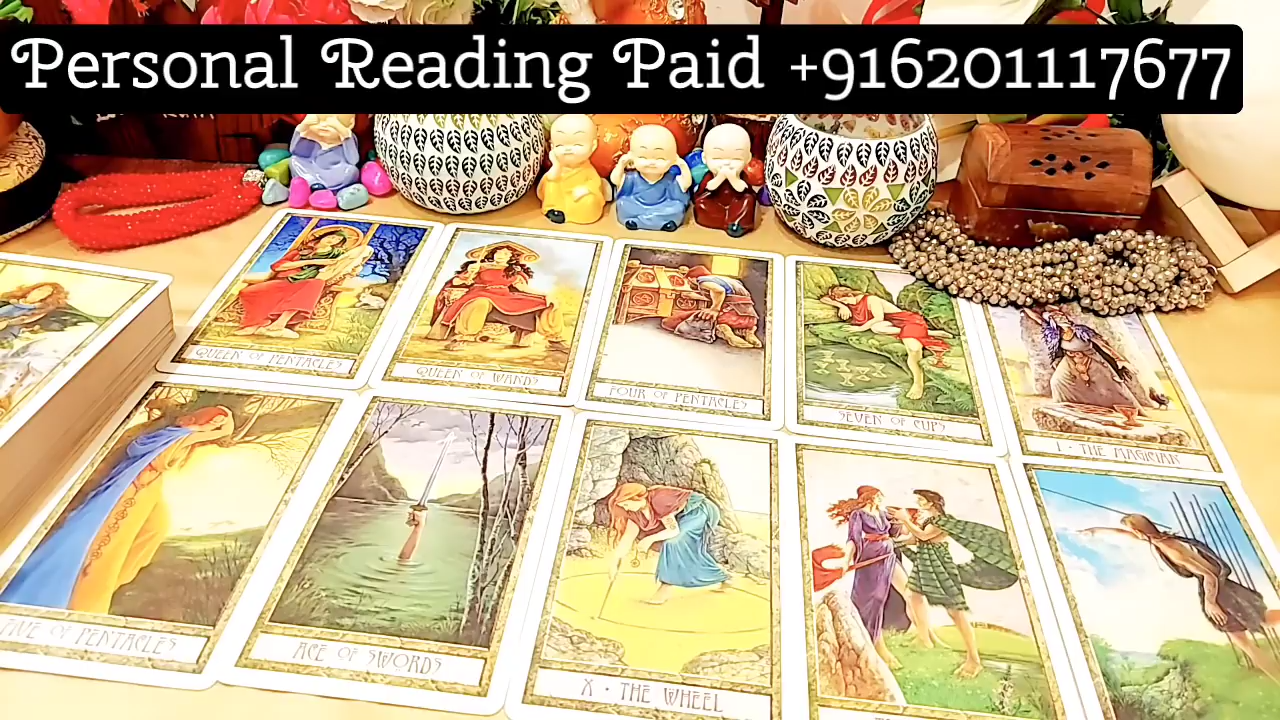 Personal Reading Paid +916201117677
QUEEN OF PENTACLES
QUEEN OF WANDS
FOUR OF PENTACLES
SEVEN OF CUPS
I • THE MAGICIAN
FIVE OF PENTACLES
ACE OF SWORDS
X • THE WHEEL